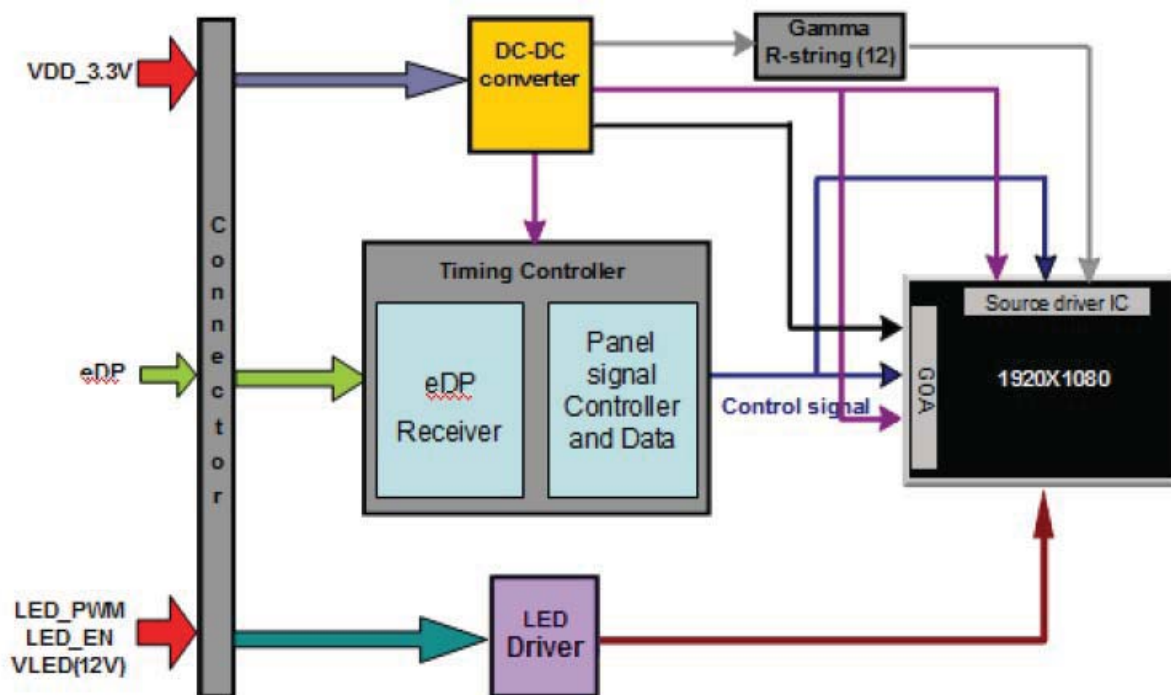 VDD_3.3V
eDP
LED_PWM
LED_EN
VLED(12V)
Connector
DC-DC
converter
Gamma
R-string (12)
Timing Controller
eDP
Receiver
Panel
signal
Controller
and Data
Control signal
Source driver IC
GOA
1920X1080
LED
Driver